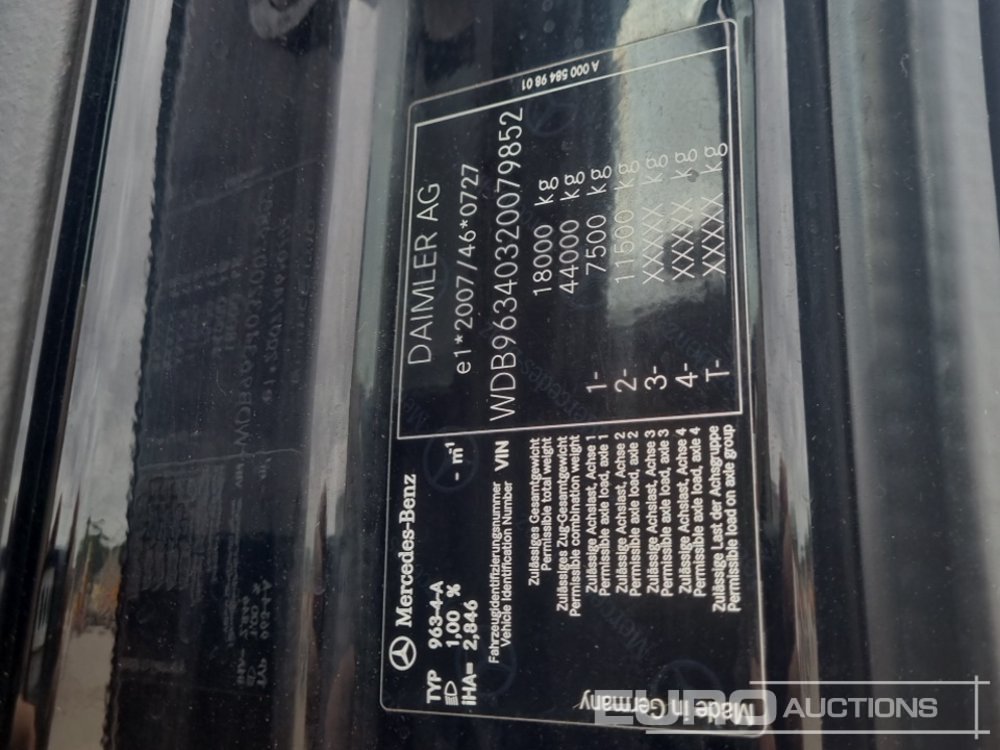 Mercedes-Benz
TYP 963-4-A
1,00 % - m⁻¹
iHA= 2,846
DAIMLER AG
e1*2007/46*0727
Fahrzeugidentifizierungsnummer
Vehicle Identification Number VIN WDB96340320079852
Zulässiges Gesamtgewicht
Permissible total weight 18000 kg
Zulässiges Zug-Gesamtgewicht
Permissible combination weight 44000 kg
Zulässige Achslast, Achse 1
Permissible axle load, axle 1 1- 7500 kg
Zulässige Achslast, Achse 2
Permissible axle load, axle 2 2- 11500 kg
Zulässige Achslast, Achse 3
Permissible axle load, axle 3 3- XXXX kg
Zulässige Achslast, Achse 4
Permissible axle load, axle 4 4- XXXX kg
Zulässige Last der Achsgruppe
Permissible load on axle group T- XXXXX kg
Made in Germany
A 000 584 98 01
EURO AUCTIONS